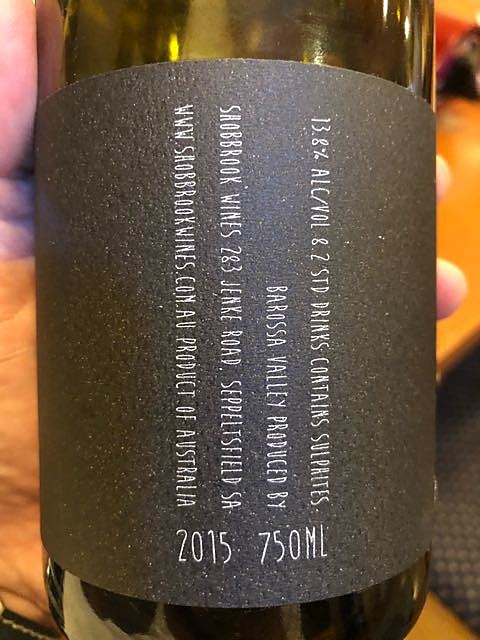 13.8% ALC/VOL 8.2 STD DRINKS CONTAINS SULPHITES.
BAROSSA VALLEY PRODUCED BY
SHOBBROOK WINES 283 JENKE ROAD, SEPPELTSFIELD SA
WWW.SHOBBROOKWINES.COM.AU PRODUCT OF AUSTRALIA
2015 750ML